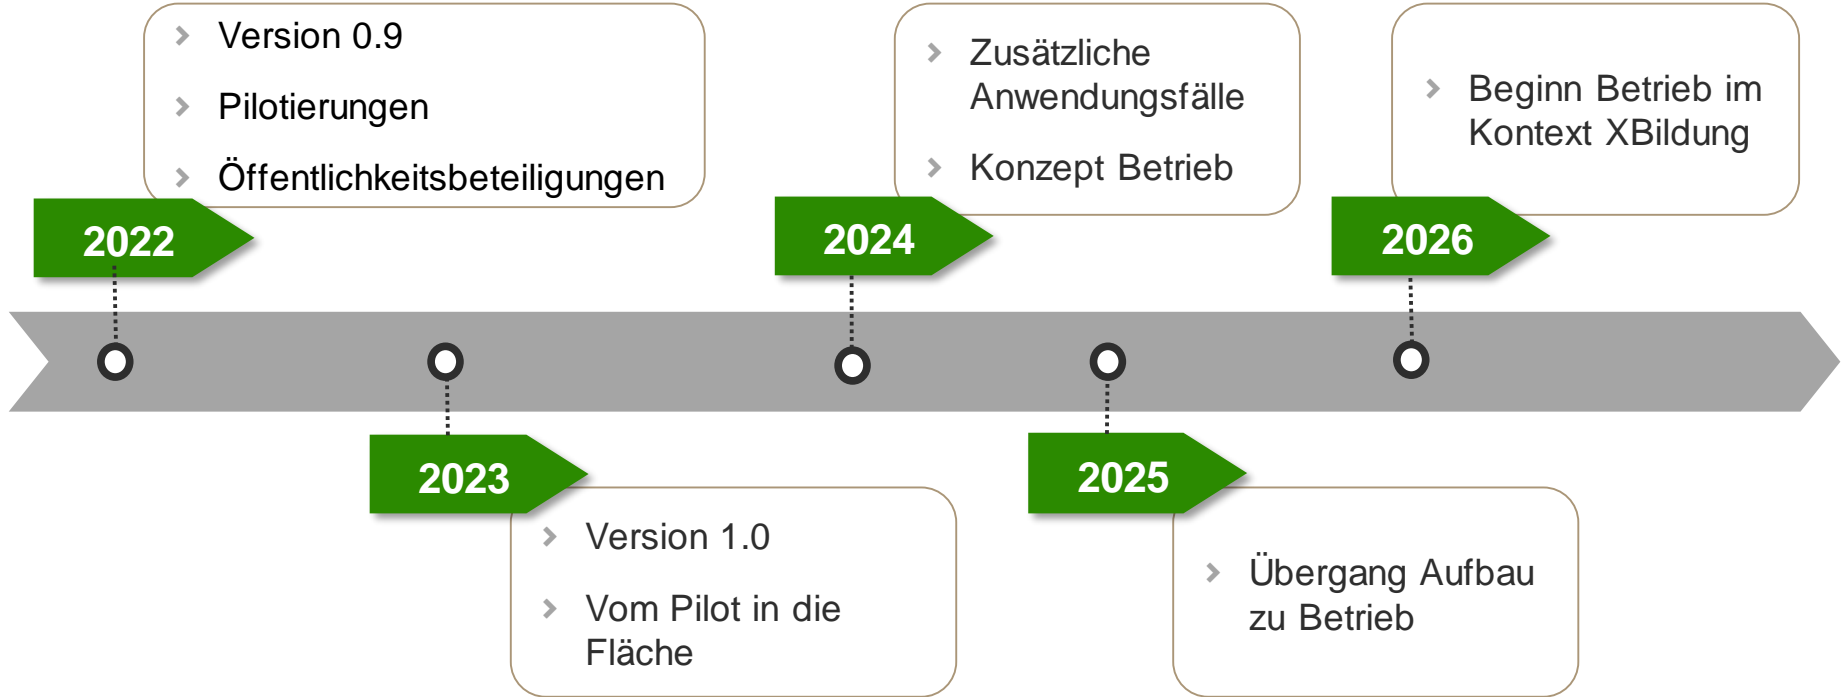 2022
Version 0.9
Pilotierungen
Öffentlichkeitsbeteiligungen
2023
Version 1.0
Vom Pilot in die
Fläche
2024
Zusätzliche
Anwendungsfälle
Konzept Betrieb
2025
Übergang Aufbau
zu Betrieb
2026
Beginn Betrieb im
Kontext XBildung